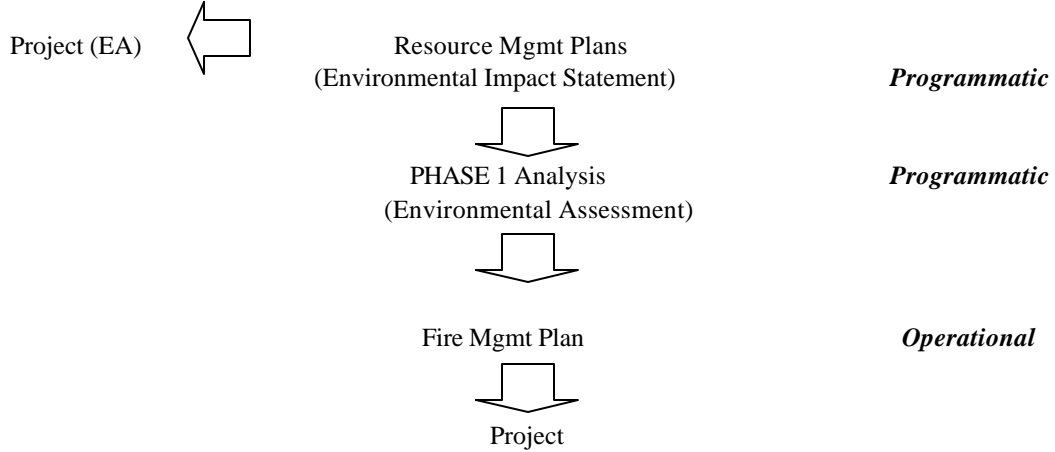 Project (EA)
Resource Mgmt Plans
(Environmental Impact Statement)
Programmatic
PHASE 1 Analysis
Programmatic
(Environmental Assessment)
Fire Mgmt Plan
Operational
Project